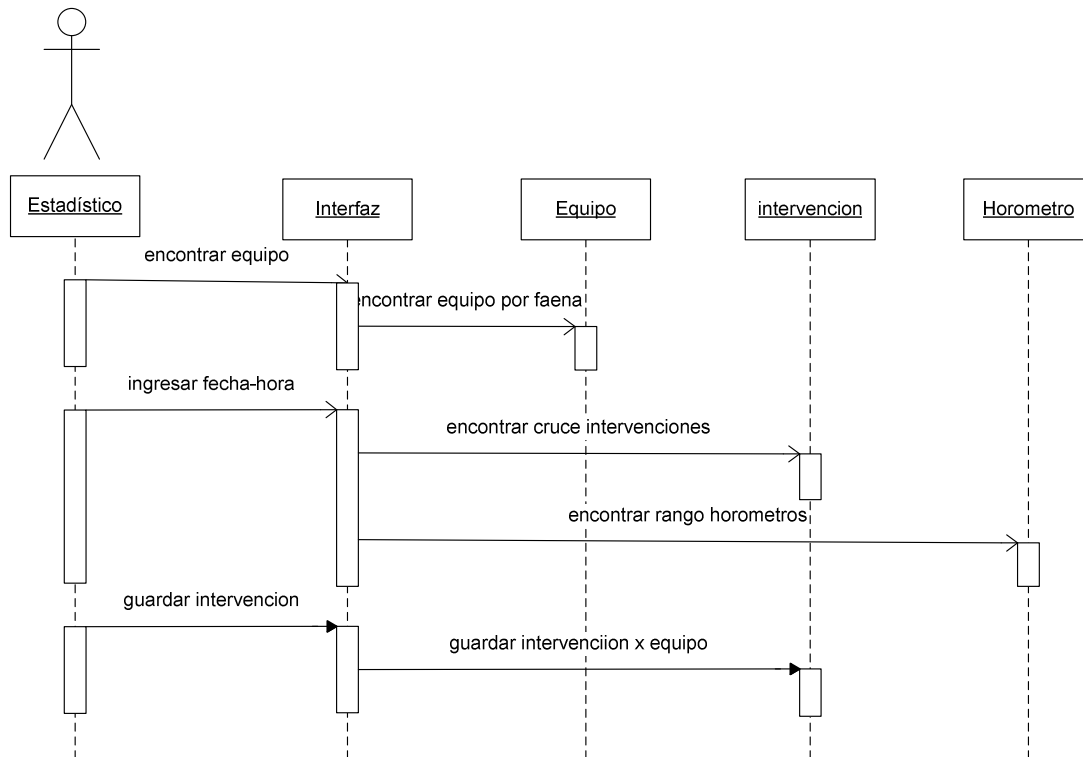 Estadístico
Interfaz
Equipo
intervencion
Horometro
encontrar equipo
encontrar equipo por faena
ingresar fecha-hora
encontrar cruce intervenciones
encontrar rango horometros
guardar intervencion
guardar intervenciion x equipo